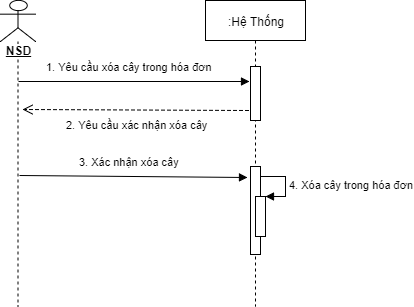 :Hệ Thống
NSD
1. Yêu cầu xóa cây trong hóa đơn
2. Yêu cầu xác nhận xóa cây
3. Xác nhận xóa cây
4. Xóa cây trong hóa đơn